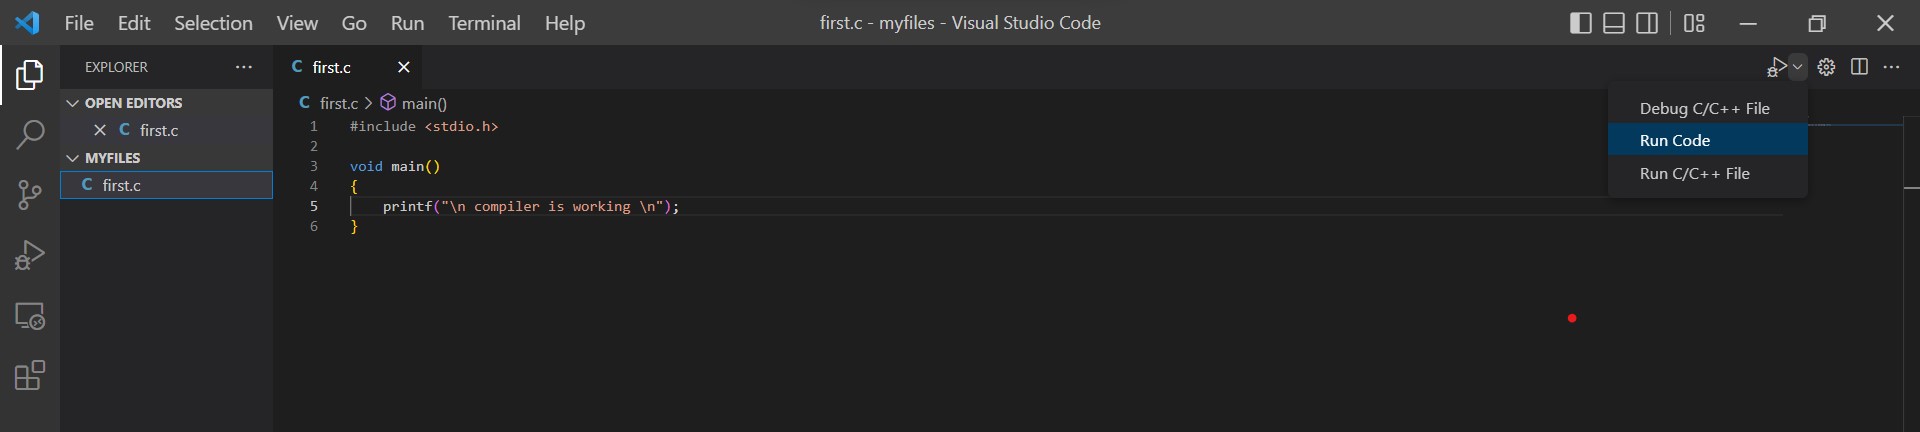 File Edit Selection View Go Run Terminal Help
first.c - myfiles - Visual Studio Code
EXPLORER
OPEN EDITORS
C first.c
MYFILES
C first.c
C first.c
C first.c > main()
1 #include <stdio.h>
2
3 void main()
4 {
5 printf("\n compiler is working \n");
6 }
Debug C/C++ File
Run Code
Run C/C++ File